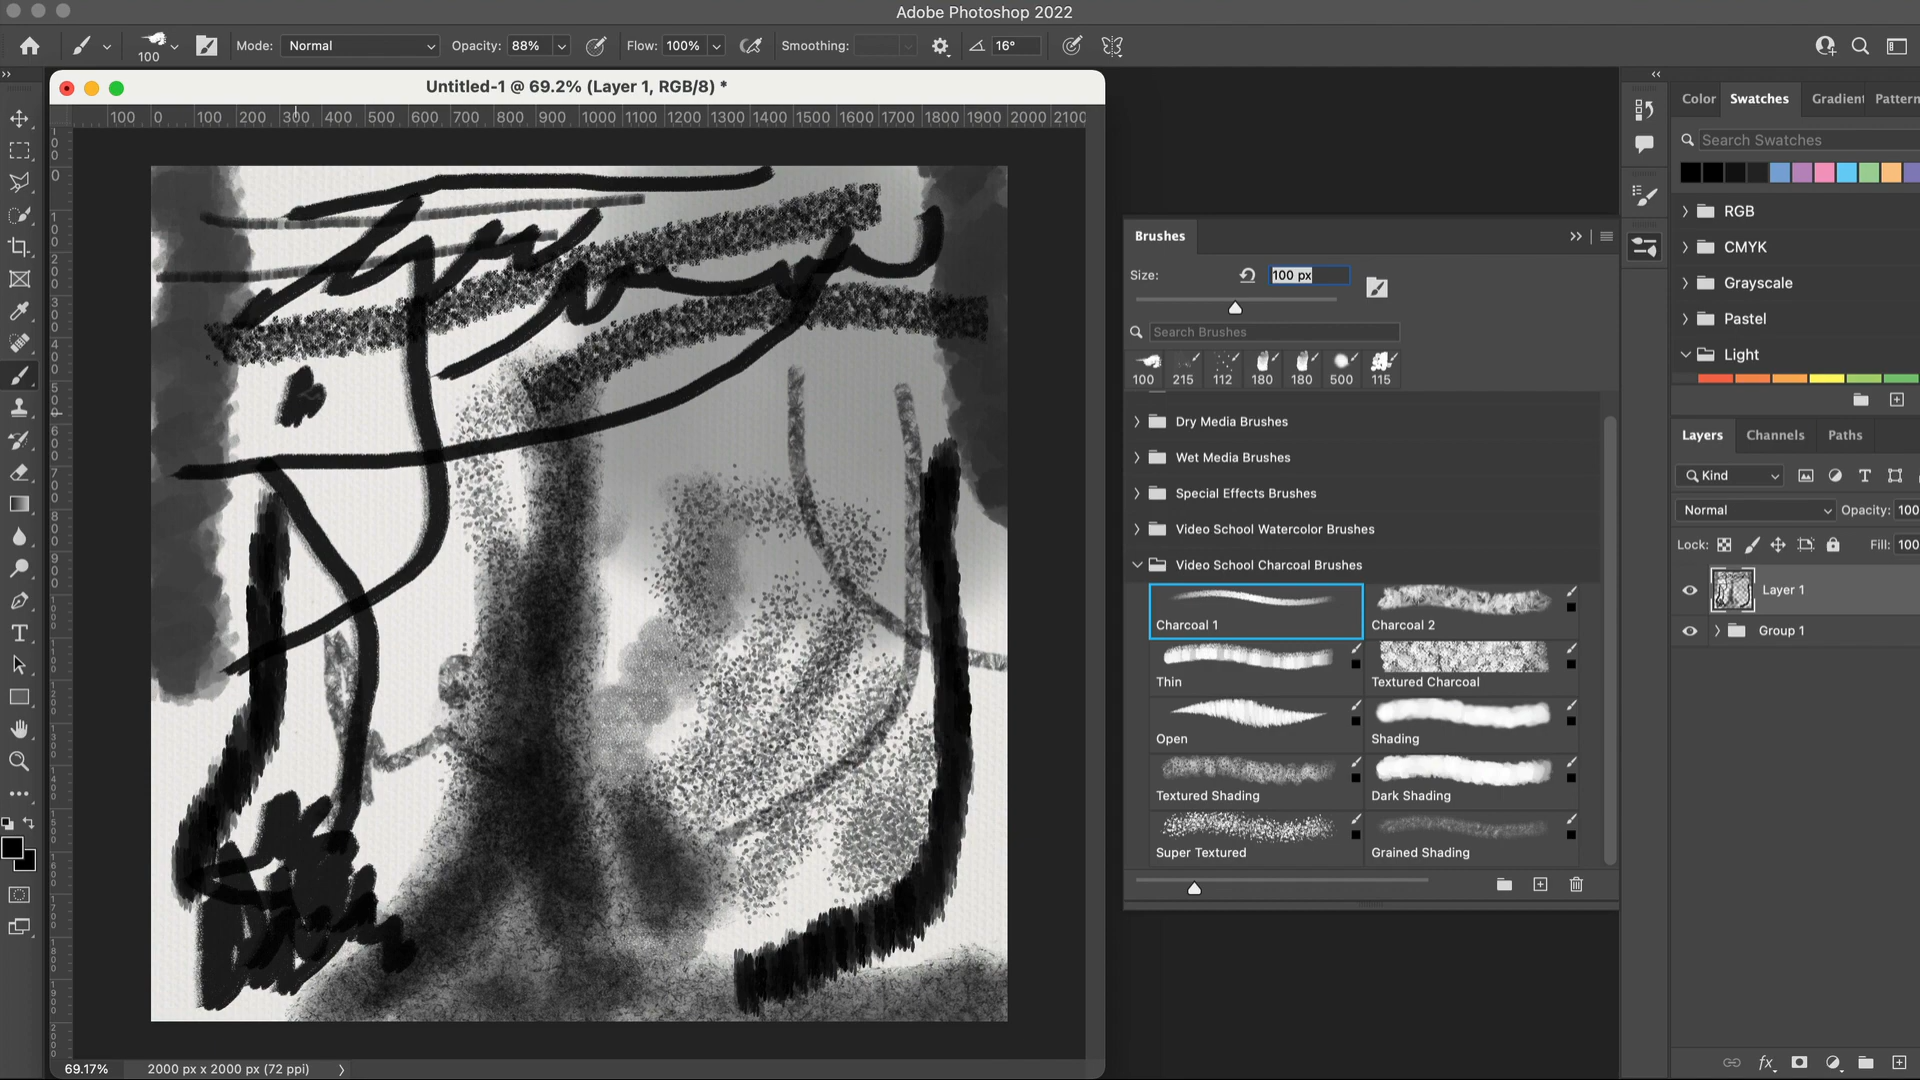 Adobe Photoshop 2022
100
Mode: Normal
Opacity: 88%
Flow: 100%
Smoothing:
16°
Untitled-1 @ 69.2% (Layer 1, RGB/8) *
100 0 100 200 300 400 500 600 700 800 900 1000 1100 1200 1300 1400 1500 1600 1700 1800 1900 2000 2100
Brushes
Size: 100 px
Search Brushes
100 215 112 180 180 500 115
Dry Media Brushes
Wet Media Brushes
Special Effects Brushes
Video School Watercolor Brushes
Video School Charcoal Brushes
Charcoal 1
Charcoal 2
Thin
Textured Charcoal
Open
Shading
Textured Shading
Dark Shading
Super Textured
Grained Shading
Color Swatches Gradient Pattern
Search Swatches
RGB
CMYK
Grayscale
Pastel
Light
Layers Channels Paths
Kind
Normal Opacity: 100
Lock: Fill: 100
Layer 1
Group 1
fx
69.17% 2000 px x 2000 px (72 ppi)